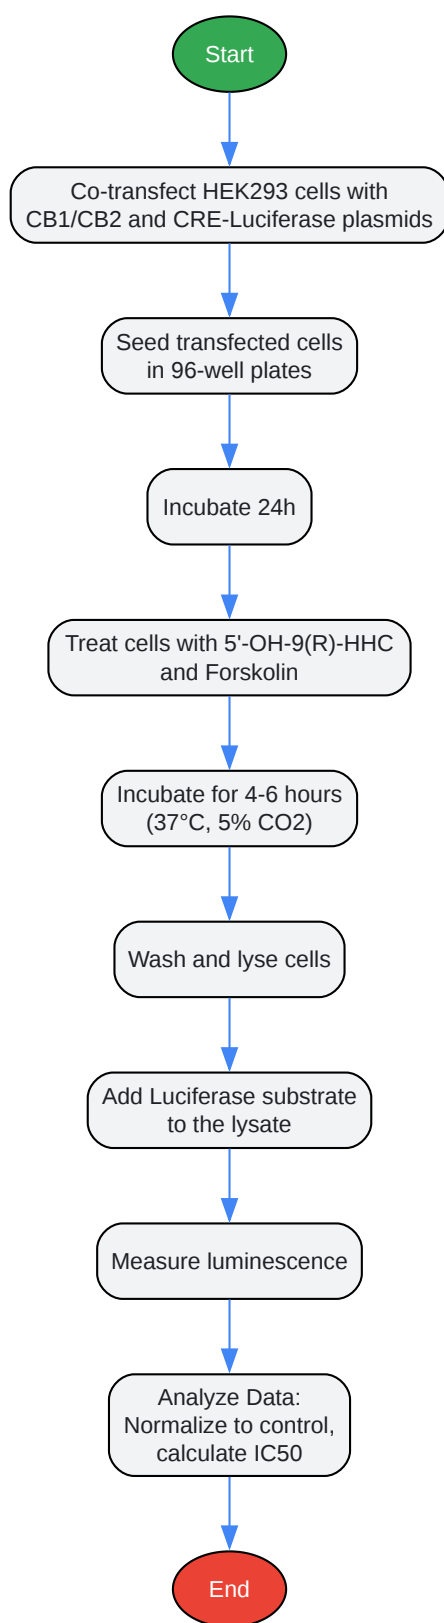 Start
Co-transfect HEK293 cells with
CB1/CB2 and CRE-Luciferase plasmids
Seed transfected cells
in 96-well plates
Incubate 24h
Treat cells with 5'-OH-9(R)-HHC
and Forskolin
Incubate for 4-6 hours
(37°C, 5% CO2)
Wash and lyse cells
Add Luciferase substrate
to the lysate
Measure luminescence
Analyze Data:
Normalize to control,
calculate IC50
End